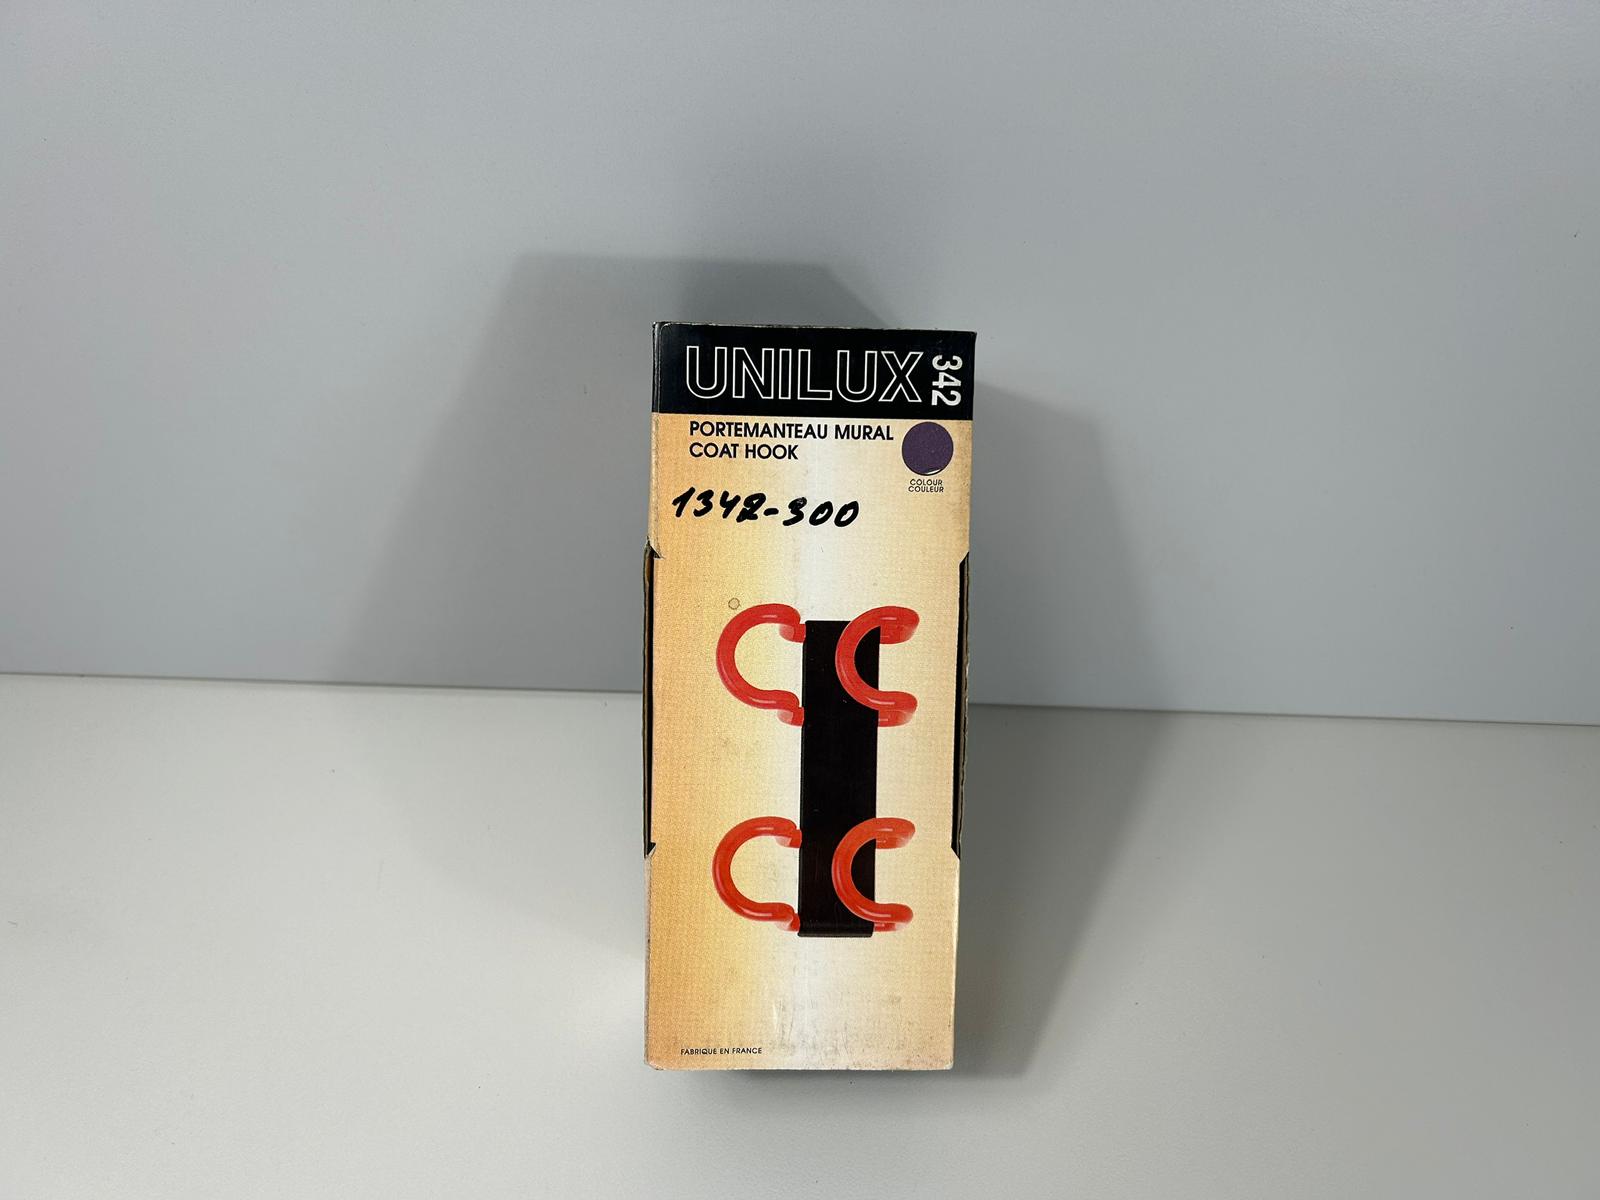 UNILUX
342
PORTEMANTEAU MURAL
COAT HOOK
COLOUR
COULEUR
1342-300
FABRIQUE EN FRANCE